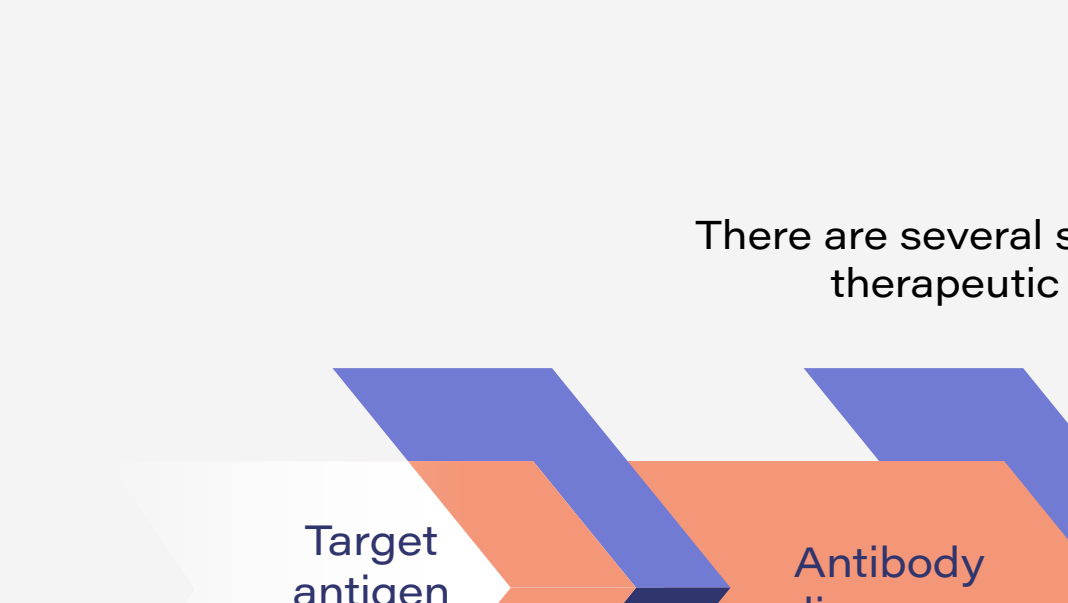 There are several
therapeutic
Target
antigen
Antibody